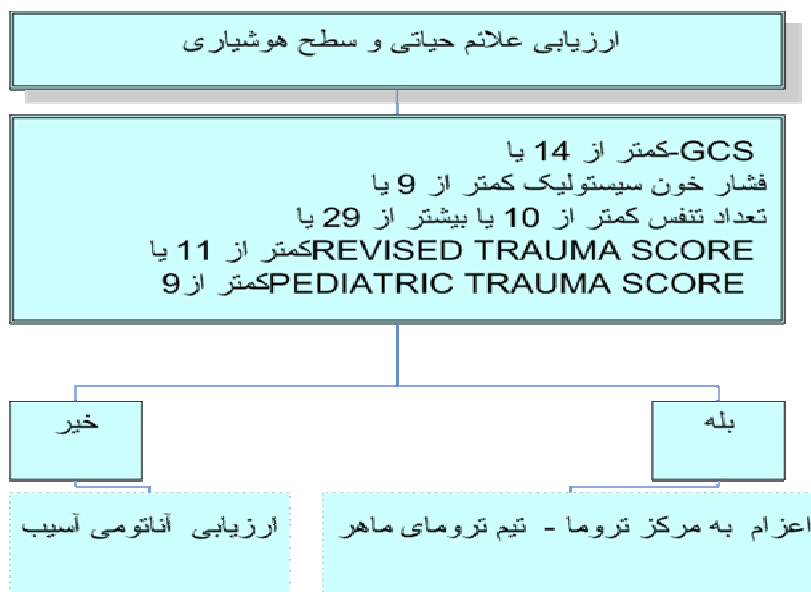 ارزیابی علائم حیاتی و سطح هوشیاری
GCS-کمتر از 14 یا
فشار خون سیستولیک کمتر از 9 یا
تعداد تنفس کمتر از 10 یا بیشتر از 29 یا
REVISED TRAUMA SCOREکمتر از 11 یا
PEDIATRIC TRAUMA SCOREکمتر از9
بله
خیر
اعزام به مرکز تروما - تیم ترومای ماهر
ارزیابی آناتومی آسیب